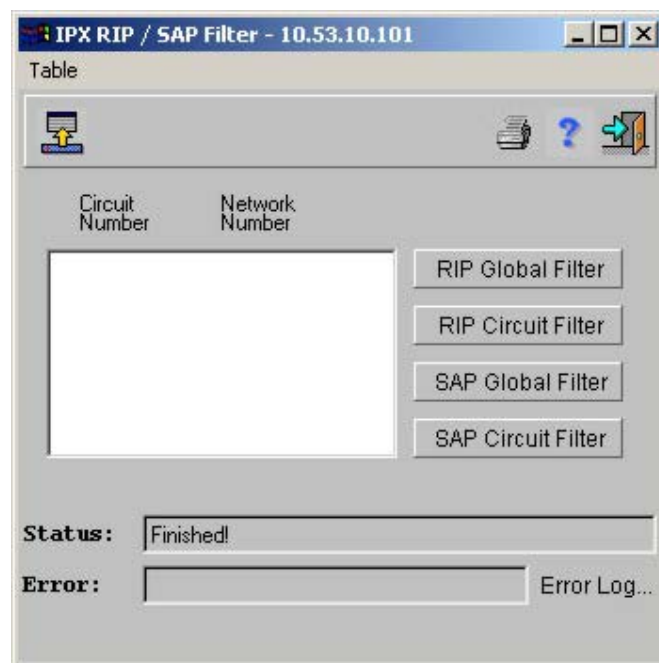 IPX RIP / SAP Filter - 10.53.10.101
Table
Circuit Number
Network Number
RIP Global Filter
RIP Circuit Filter
SAP Global Filter
SAP Circuit Filter
Status: Finished!
Error: Error Log...